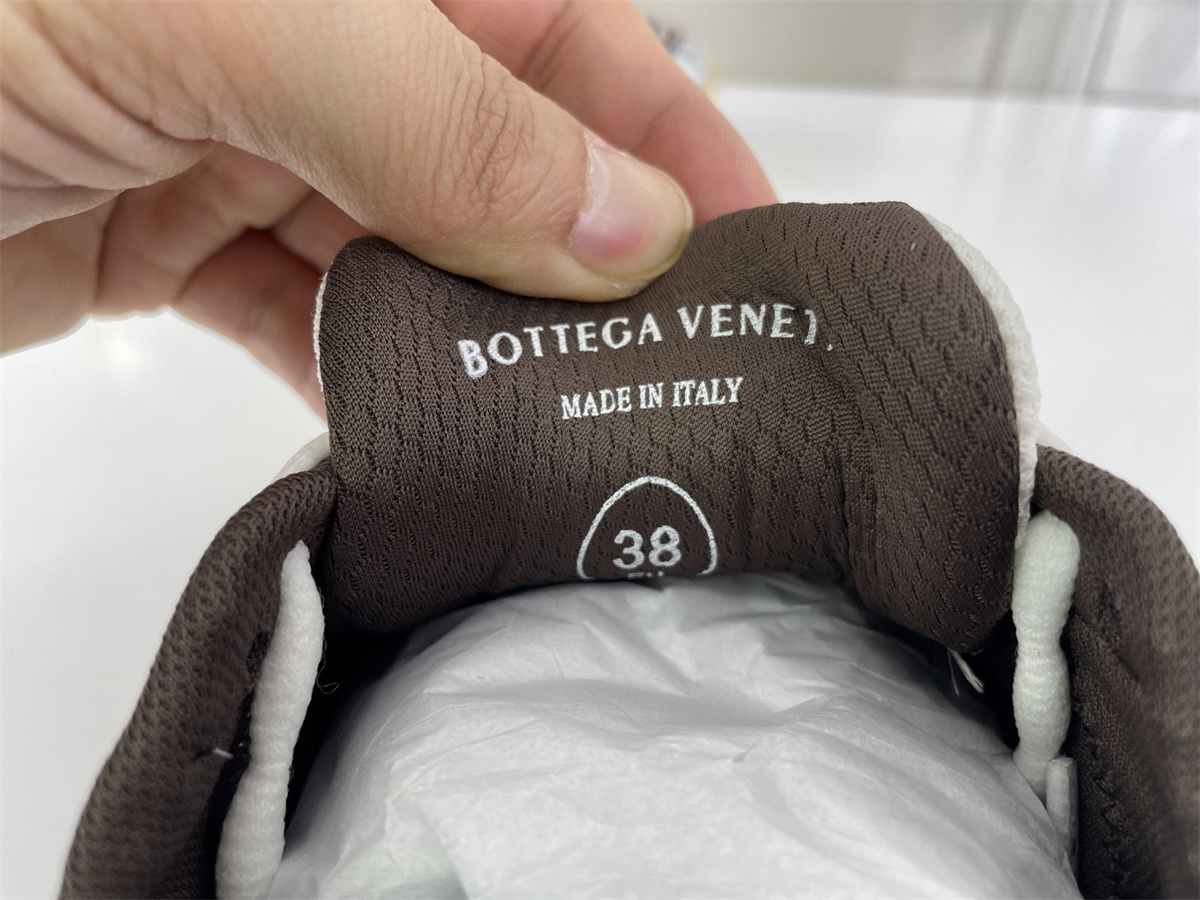 BOTTEGA VENET
MADE IN ITALY
38